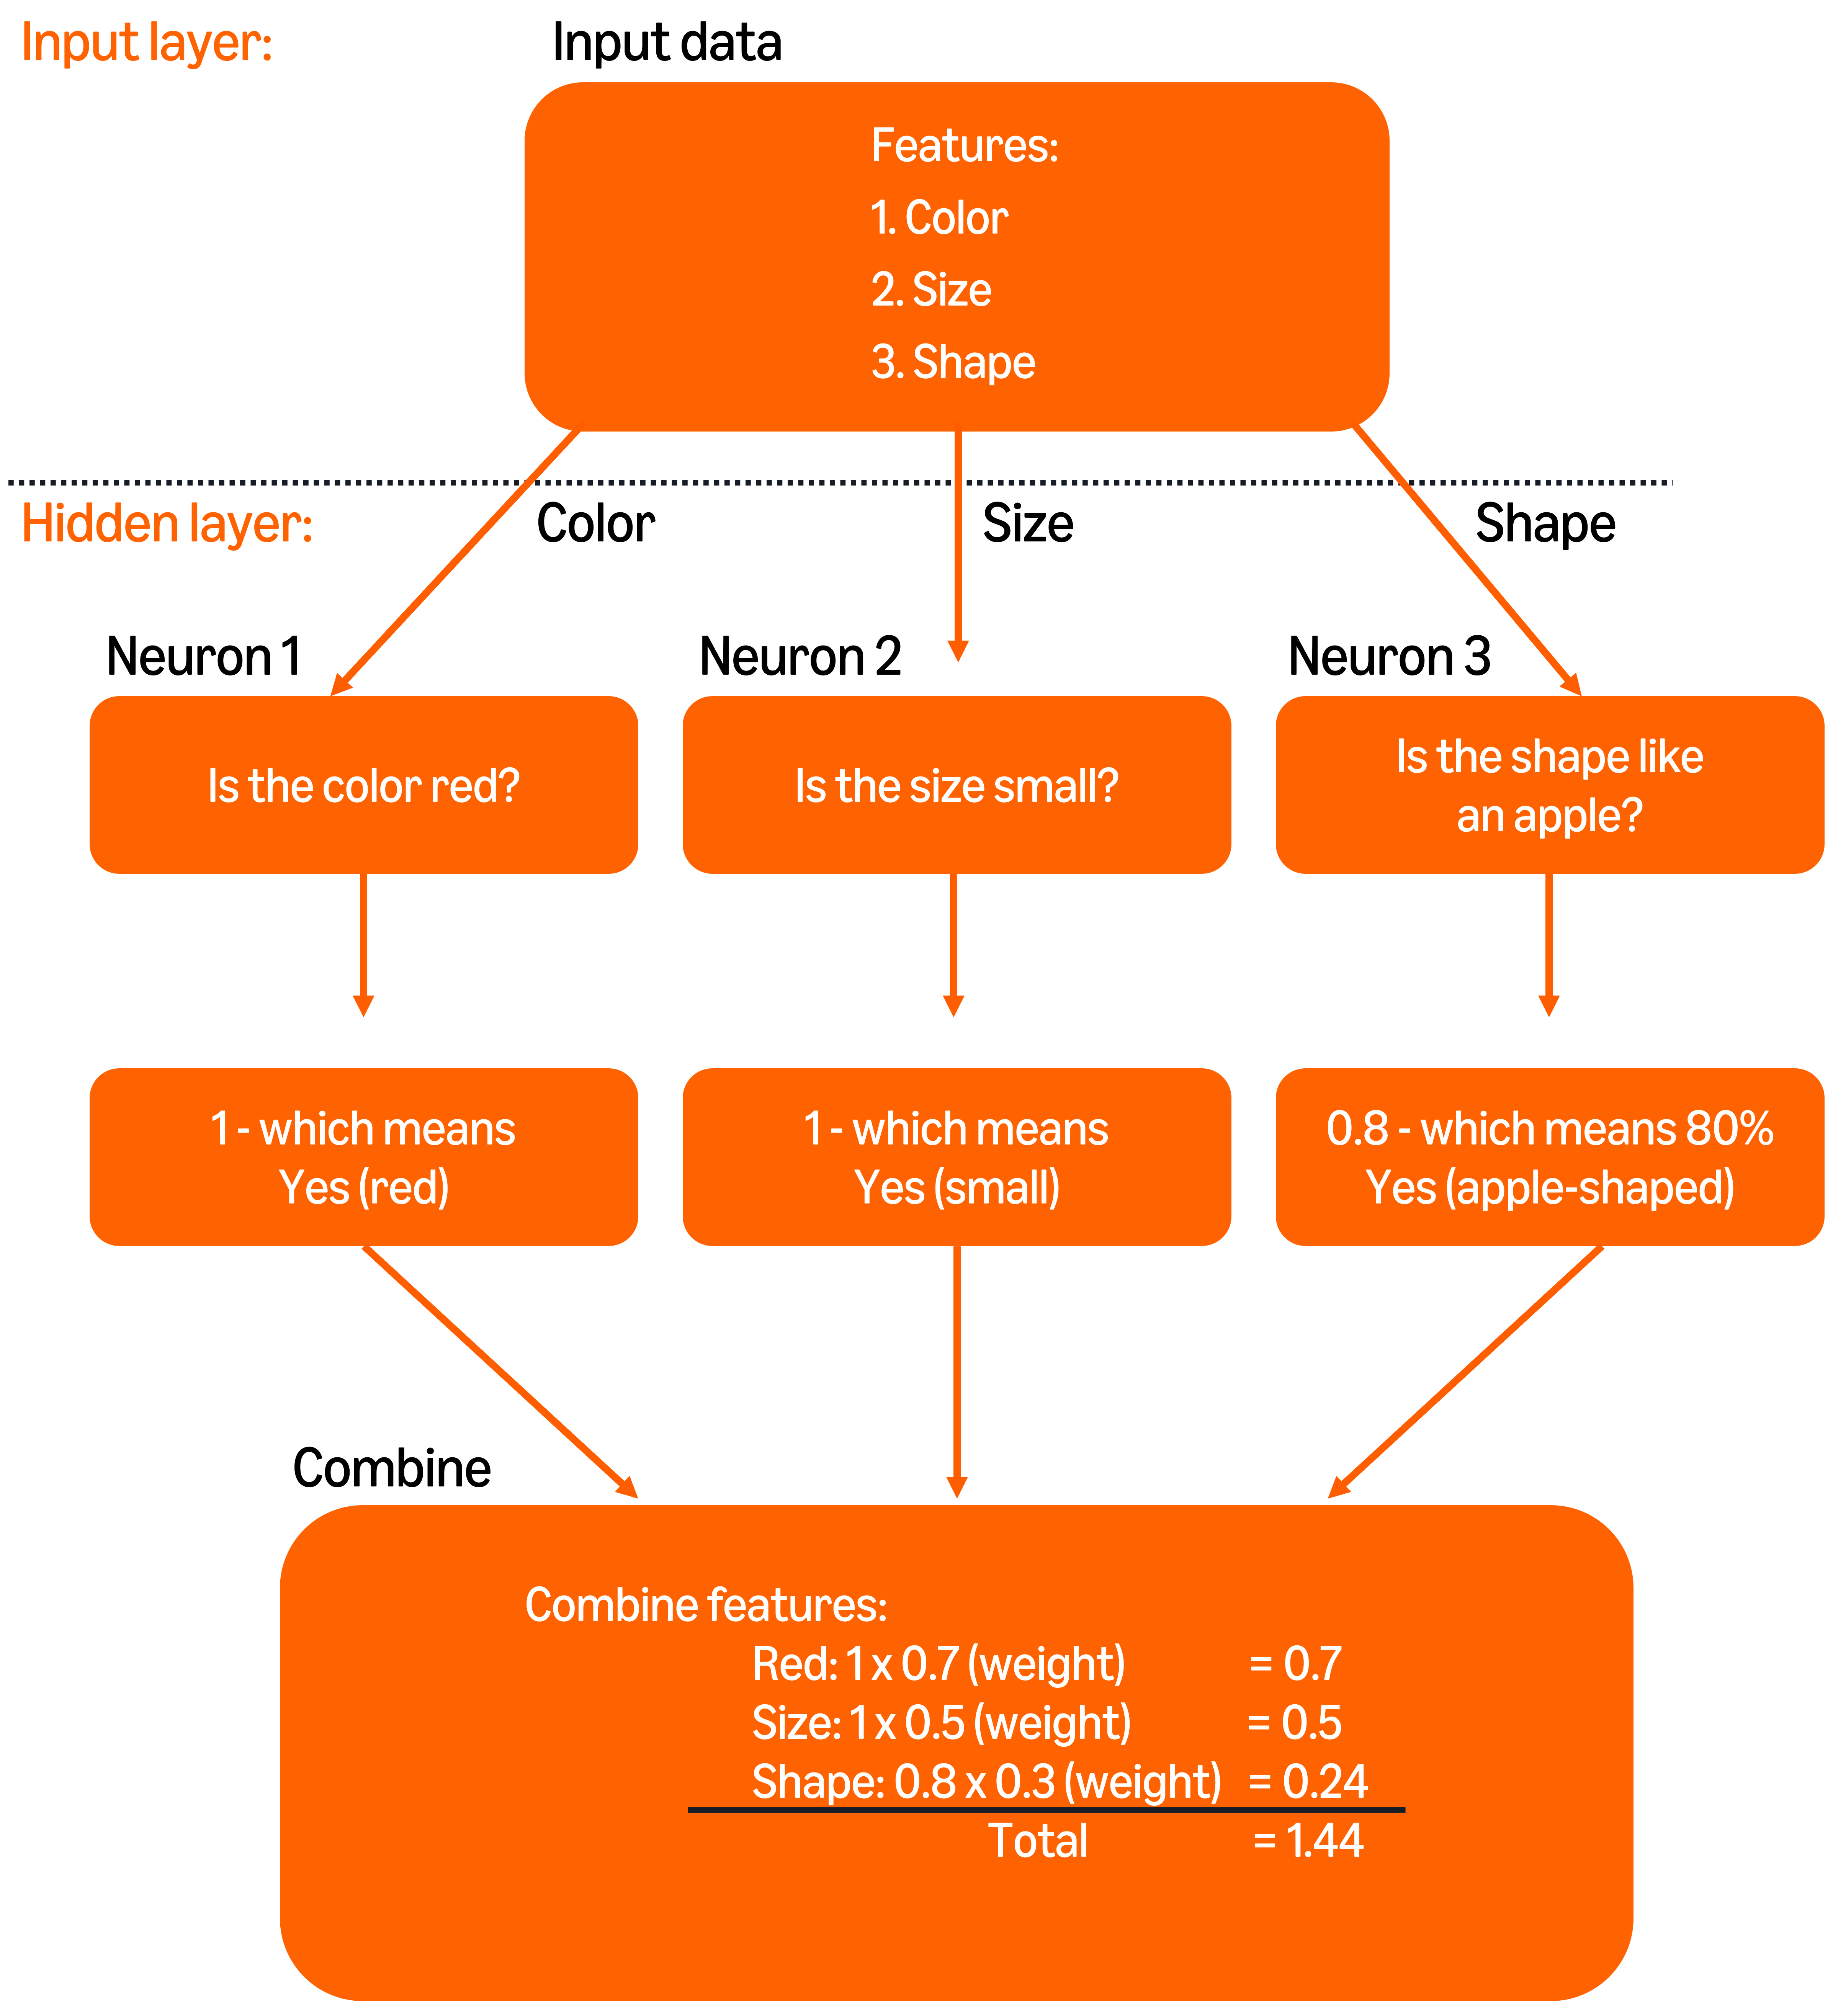 Input layer:
Input data
Features:
1. Color
2. Size
3. Shape
Hidden layer:
Color
Size
Shape
Neuron 1
Neuron 2
Neuron 3
Is the color red?
Is the size small?
Is the shape like
an apple?
1 - which means
Yes (red)
1 - which means
Yes (small)
0.8 - which means 80%
Yes (apple-shaped)
Combine
Combine features:
Red: 1 x 0.7 (weight) = 0.7
Size: 1 x 0.5 (weight) = 0.5
Shape: 0.8 x 0.3 (weight) = 0.24
Total = 1.44